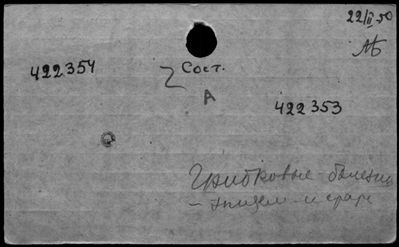 22/II 50
422354
Сост.
А
422353
Грибковые болезни